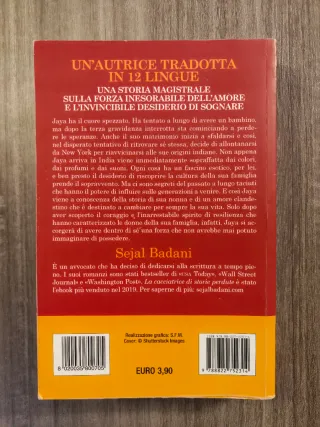 UN'AUTRICE TRADOTTA
IN 12 LINGUE
UNA STORIA MAGISTRALE
SULLA FORZA INESORABILE DELL'AMORE
E L'INVINCIBILE DESIDERIO DI SOGNARE
Jaya ha il cuore spezzato. Ha tentato a lungo di avere un bambino,
ma dopo la terza gravidanza interrotta sta cominciando a perde-
re le speranze. Anche il suo matrimonio inizia a sfaldarsi e così,
nel disperato tentativo di ritrovare sé stessa, decide di allontanarsi
da New York per riavvicinarsi alle sue origini indiane. Non appena
Jaya arriva in India viene immediatamente sopraffatta dai colori,
dai profumi e dai suoni. Ogni cosa ha un fascino esotico, per lei,
e ben presto il desiderio di riscoprire la cultura della sua famiglia
prende il sopravvento. Ma ci sono segreti del passato a lungo taciuti
che hanno il potere di influire sulle generazioni a venire. E così Jaya
viene a conoscenza della storia di sua nonna e di un amore clande-
stino che è destinato a cambiare per sempre la sua vita. Solo dopo
aver scoperto il coraggio e l'inarrestabile spirito di resilienza che
hanno caratterizzato le donne della sua famiglia, infatti, Jaya si ac-
corgerà di avere dentro di sé una forza che non avrebbe mai potuto
immaginare di possedere.
Sejal Badani
È un avvocato che ha deciso di dedicarsi alla scrittura a tempo pie-
no. I suoi romanzi sono stati bestseller di «USA Today», «Wall Street
Journal» e «Washington Post». La cacciatrice di storie perdute è stato
l'ebook più venduto nel 2019. Per saperne di più: sejalbadani.com
Realizzazione grafica: S.F.M.
Cover: © Shutterstock Images
EURO 3,90
8 020035 800705
9 788822 752314